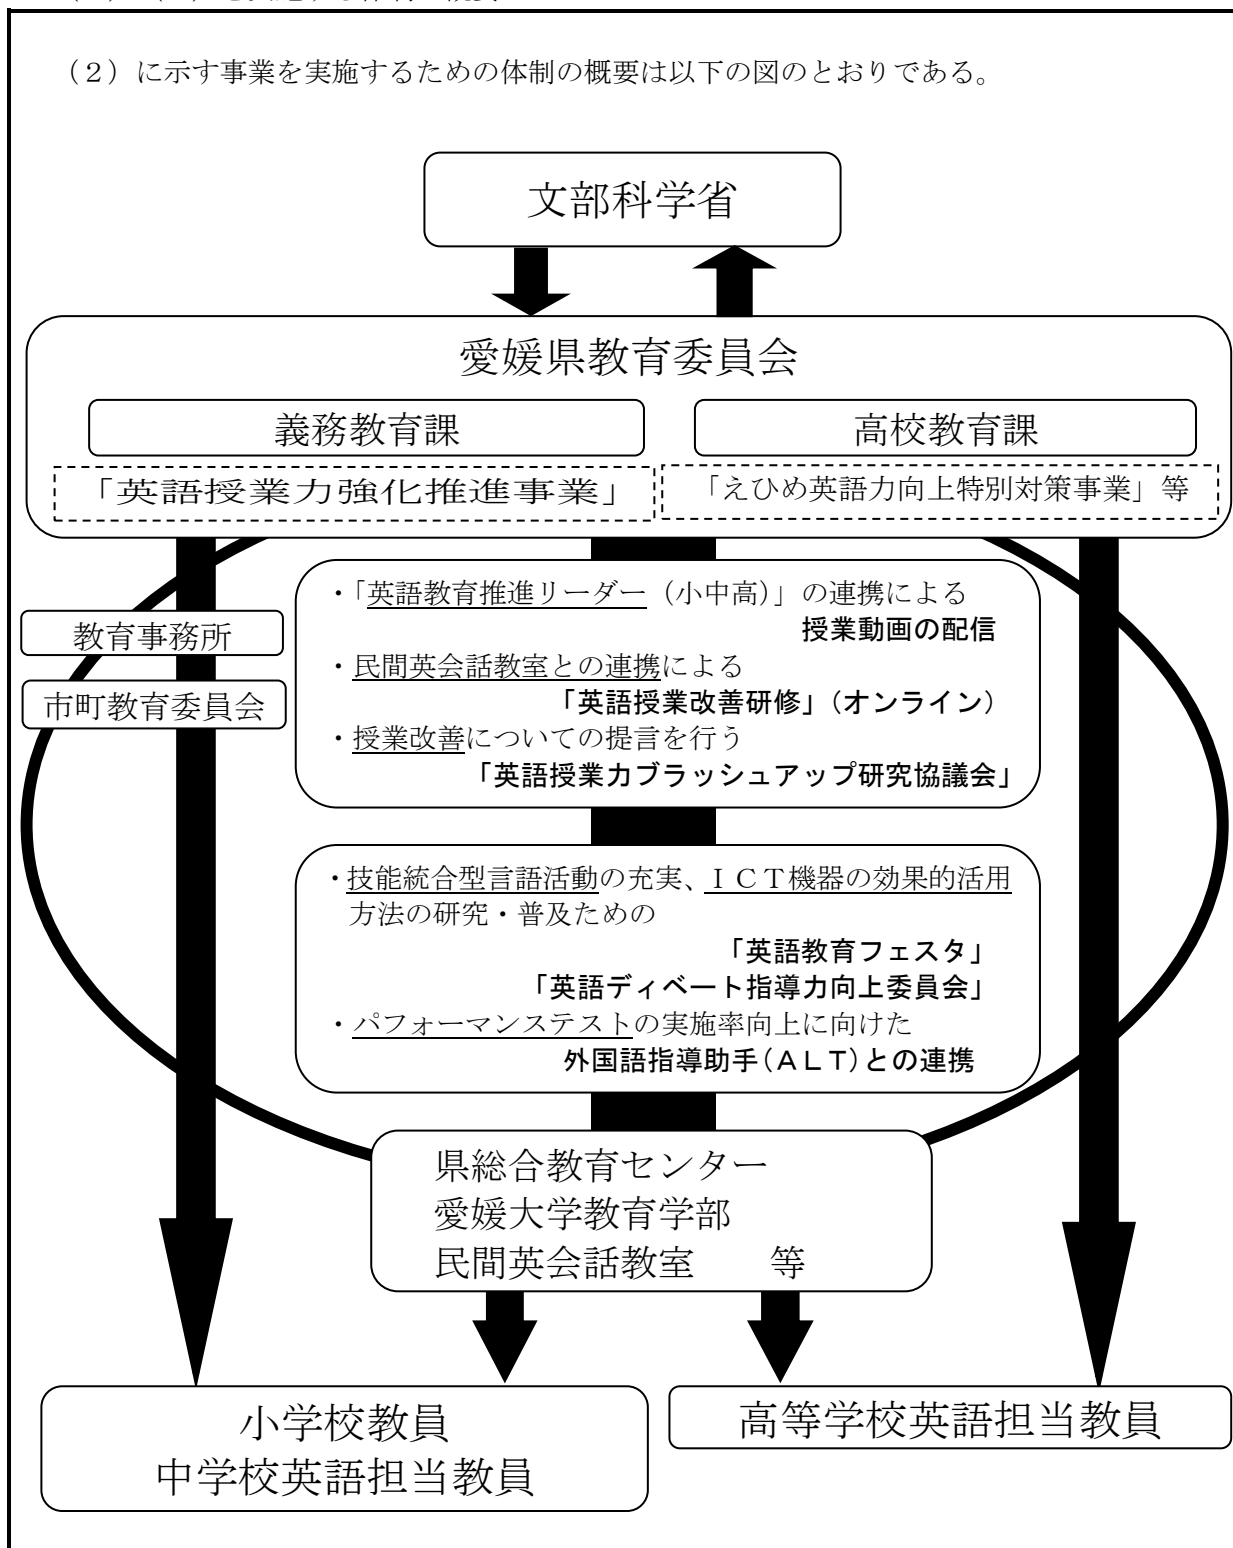 （２）に示す事業を実施するための体制の概要は以下の図のとおりである。
文部科学省
愛媛県教育委員会
義務教育課
高校教育課
「英語授業力強化推進事業」
「えひめ英語力向上特別対策事業」等
教育事務所
市町教育委員会
・「英語教育推進リーダー（小中高）」の連携による
授業動画の配信
・民間英会話教室との連携による
「英語授業改善研修」（オンライン）
・授業改善についての提言を行う
「英語授業力ブラッシュアップ研究協議会」
・技能統合型言語活動の充実、ＩＣＴ機器の効果的活用
方法の研究・普及ための
「英語教育フェスタ」
「英語ディベート指導力向上委員会」
・パフォーマンステストの実施率向上に向けた
外国語指導助手（ＡＬＴ）との連携
県総合教育センター
愛媛大学教育学部
民間英会話教室　　等
小学校教員
中学校英語担当教員
高等学校英語担当教員